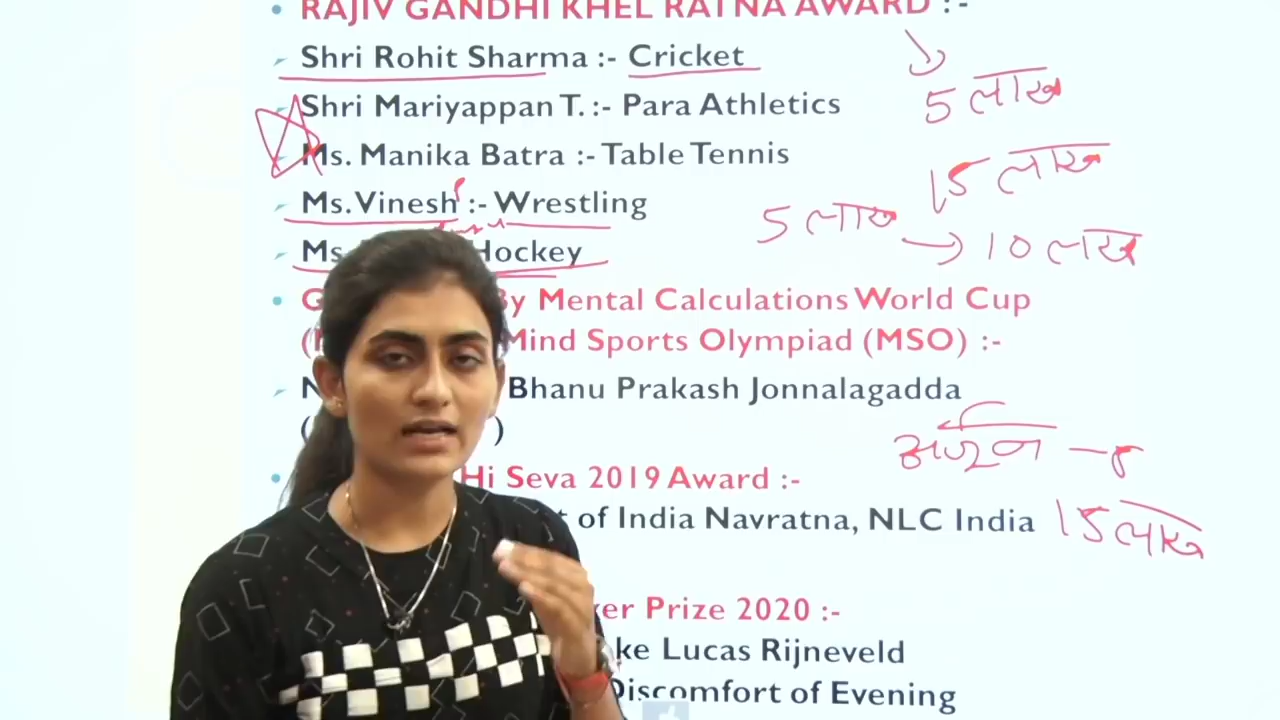 RAJIV GANDHI KHEL RATNA AWARD :-
Shri Rohit Sharma :- Cricket
5 लाख
Shri Mariyappan T. :- Para Athletics
Ms. Manika Batra :- Table Tennis
15 लाख
Ms. Vinesh :- Wrestling
5 लाख
Ms Hockey
10 लाख
By Mental Calculations World Cup
Mind Sports Olympiad (MSO) :-
Bhanu Prakash Jonnalagadda
( )
अर्जुन -
Hi Seva 2019 Award :-
of India Navratna, NLC India
15 लाख
Prize 2020 :-
Lucas Rijneveld
Discomfort of Evening